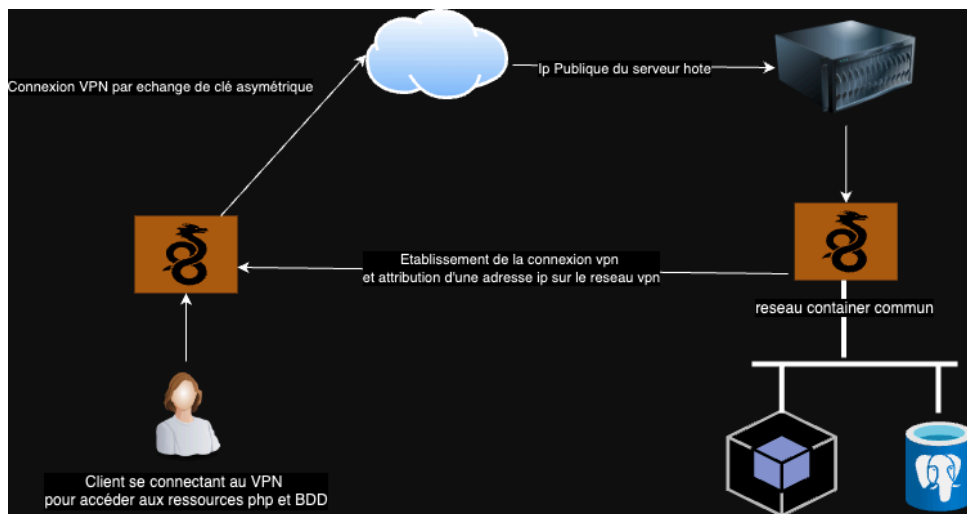 Connexion VPN par echange de clé asymétrique
Ip Publique du serveur hote
Etablissement de la connexion vpn
et attribution d'une adresse ip sur le reseau vpn
reseau container commun
Client se connectant au VPN
pour accéder aux ressources php et BDD